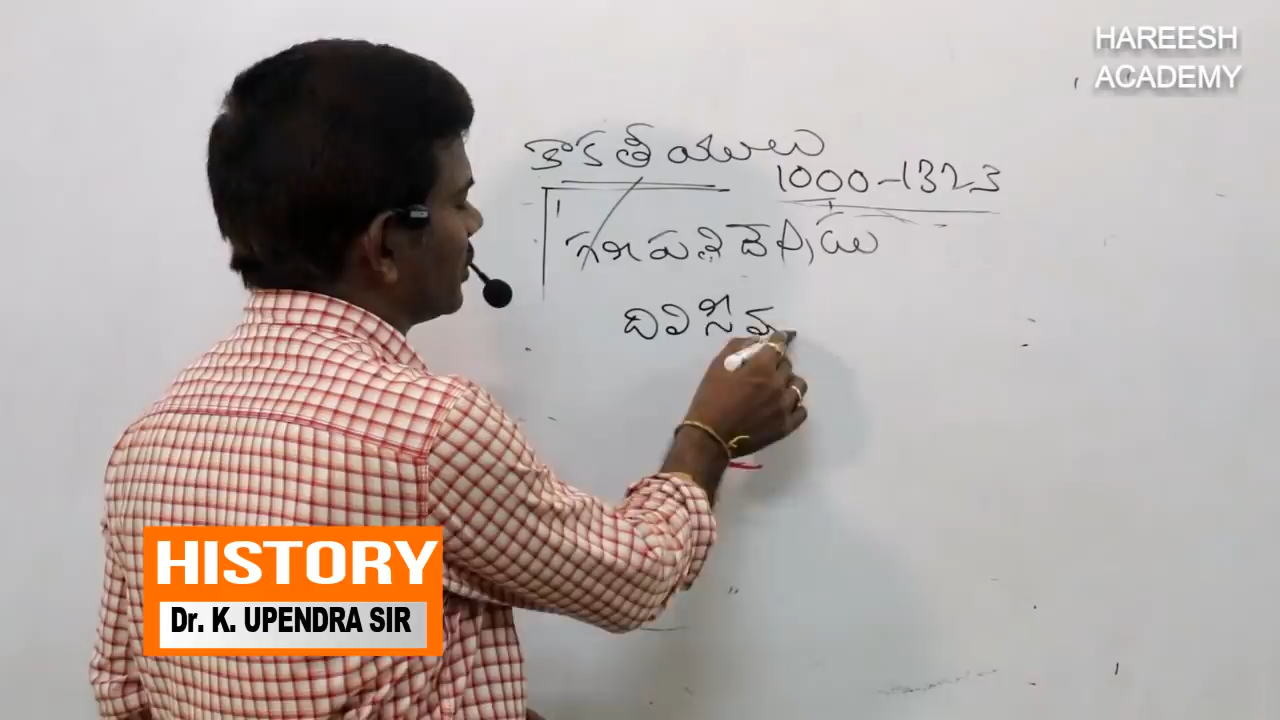 HAREESH
ACADEMY
కాకతీయులు
1000-1323
గణపతి దేవుడు
దివిసీమ
HISTORY
Dr. K. UPENDRA SIR